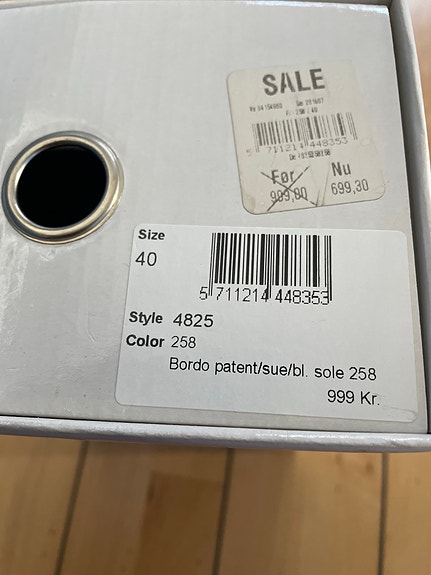 SALE
5 711214 448353
Før Nu
999,00 699,30
Size
40
5 711214 448353
Style 4825
Color 258
Bordo patent/sue/bl. sole 258
999 Kr.